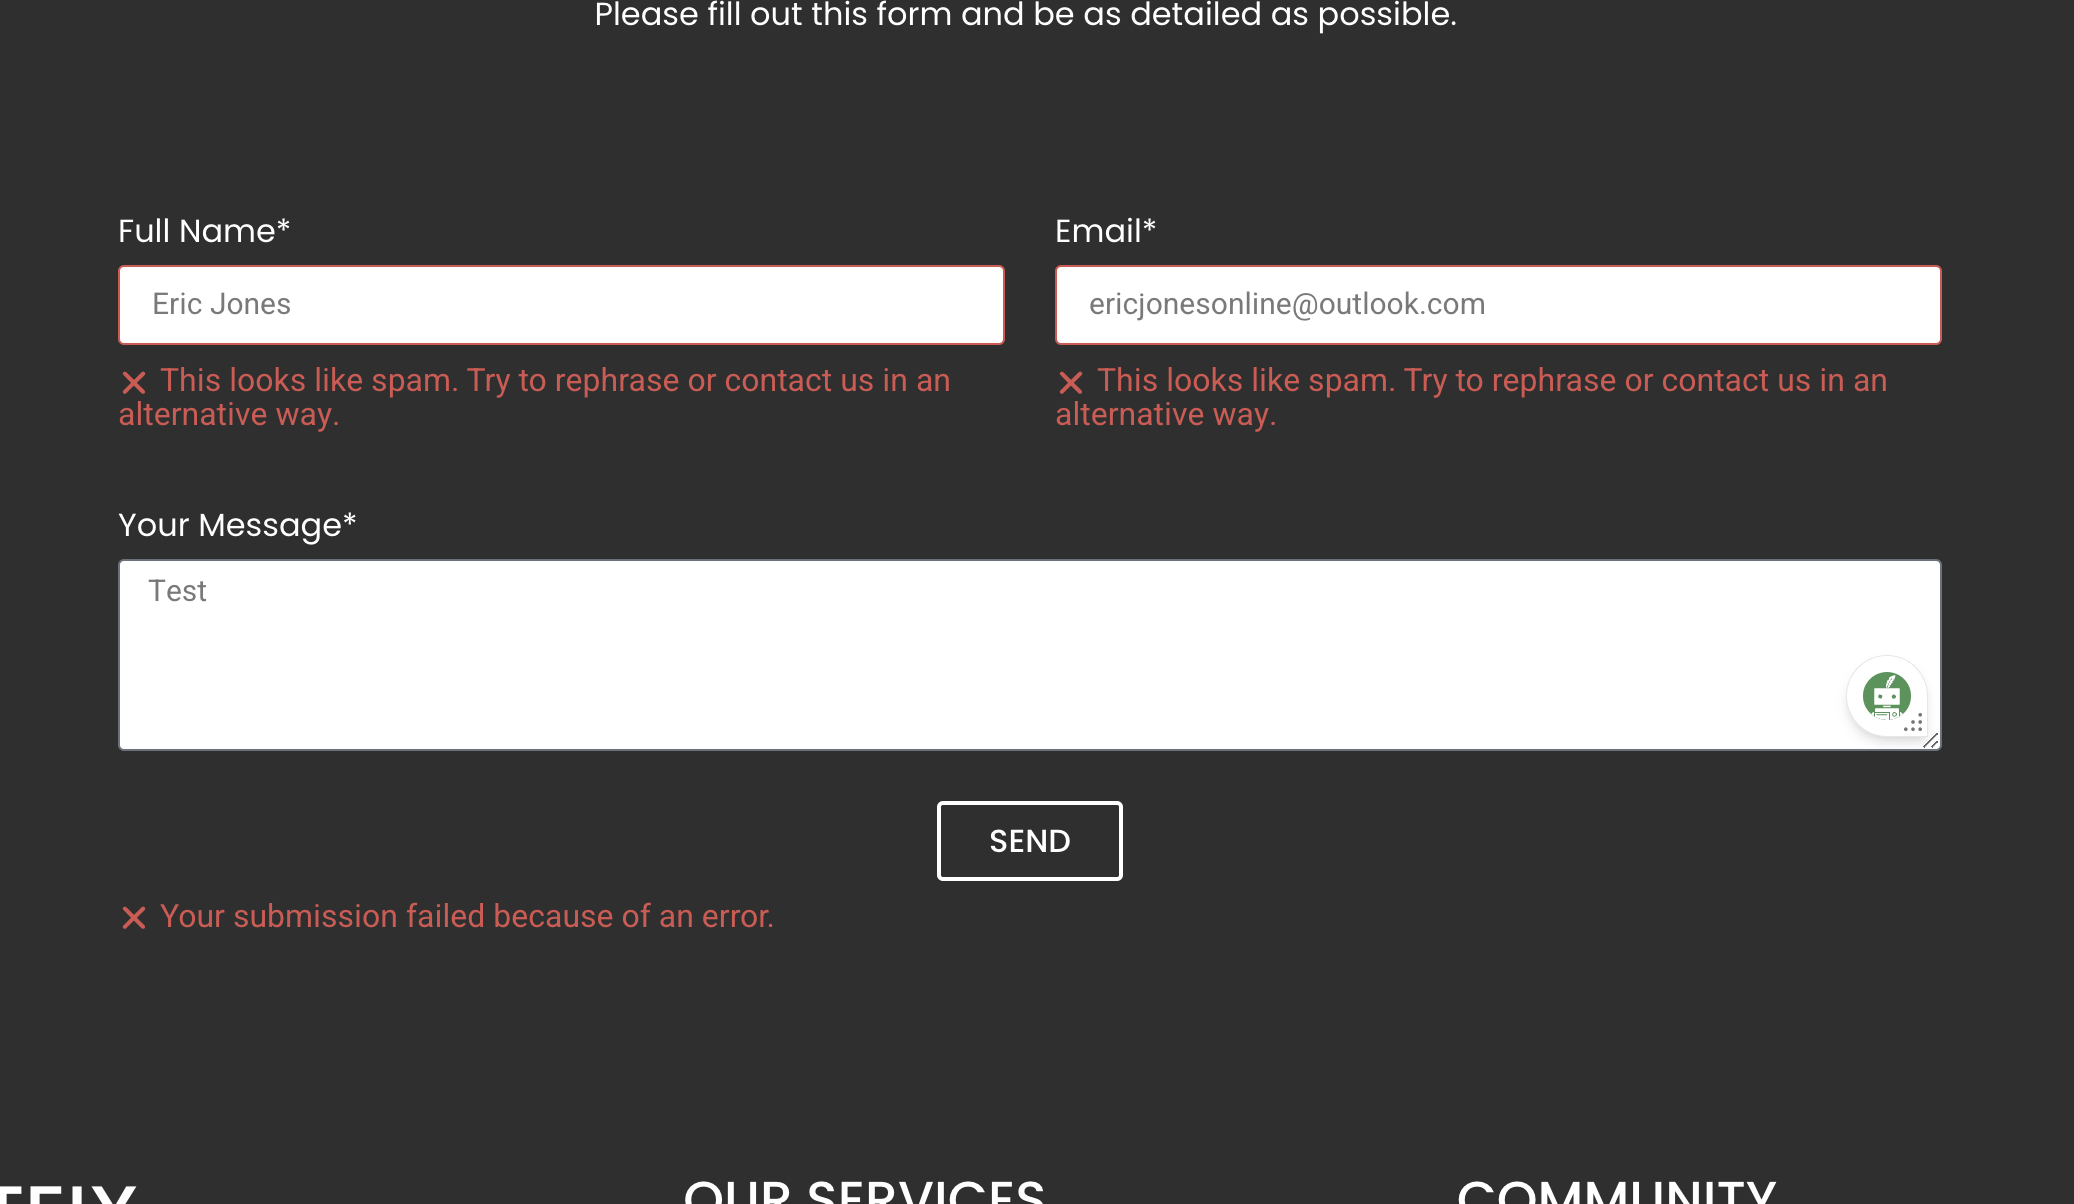 Please fill out this form and be as detailed as possible.
Full Name*
Email*
Eric Jones
ericjonesonline@outlook.com
This looks like spam. Try to rephrase or contact us in an
alternative way.
This looks like spam. Try to rephrase or contact us in an
alternative way.
Your Message*
Test
SEND
Your submission failed because of an error.
OUR SERVICES
COMMUNITY